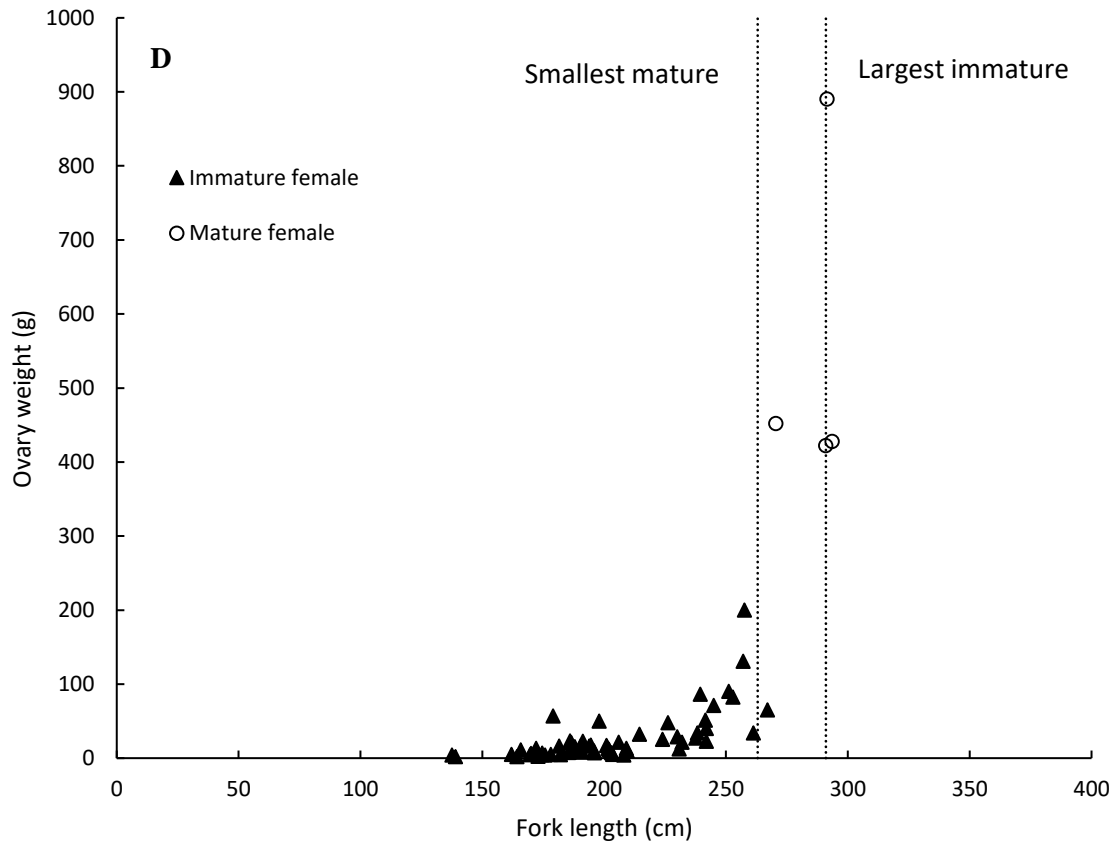 1000
D
Smallest mature
Largest immature
900
800
Immature female
700
Mature female
600
500
400
300
200
100
0
Ovary weight (g)
0 50 100 150 200 250 300 350 400
Fork length (cm)